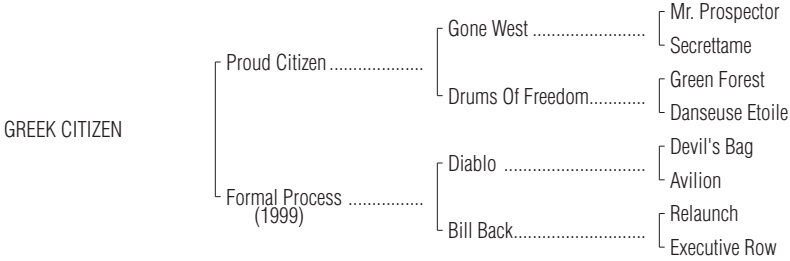 Mr. Prospector
Gone West ........................
Secrettame
Proud Citizen ....................
Green Forest
Drums Of Freedom............
Danseuse Etoile
GREEK CITIZEN
Devil's Bag
Diablo ..............................
Avilion
Formal Process ................
(1999)
Relaunch
Bill Back............................
Executive Row